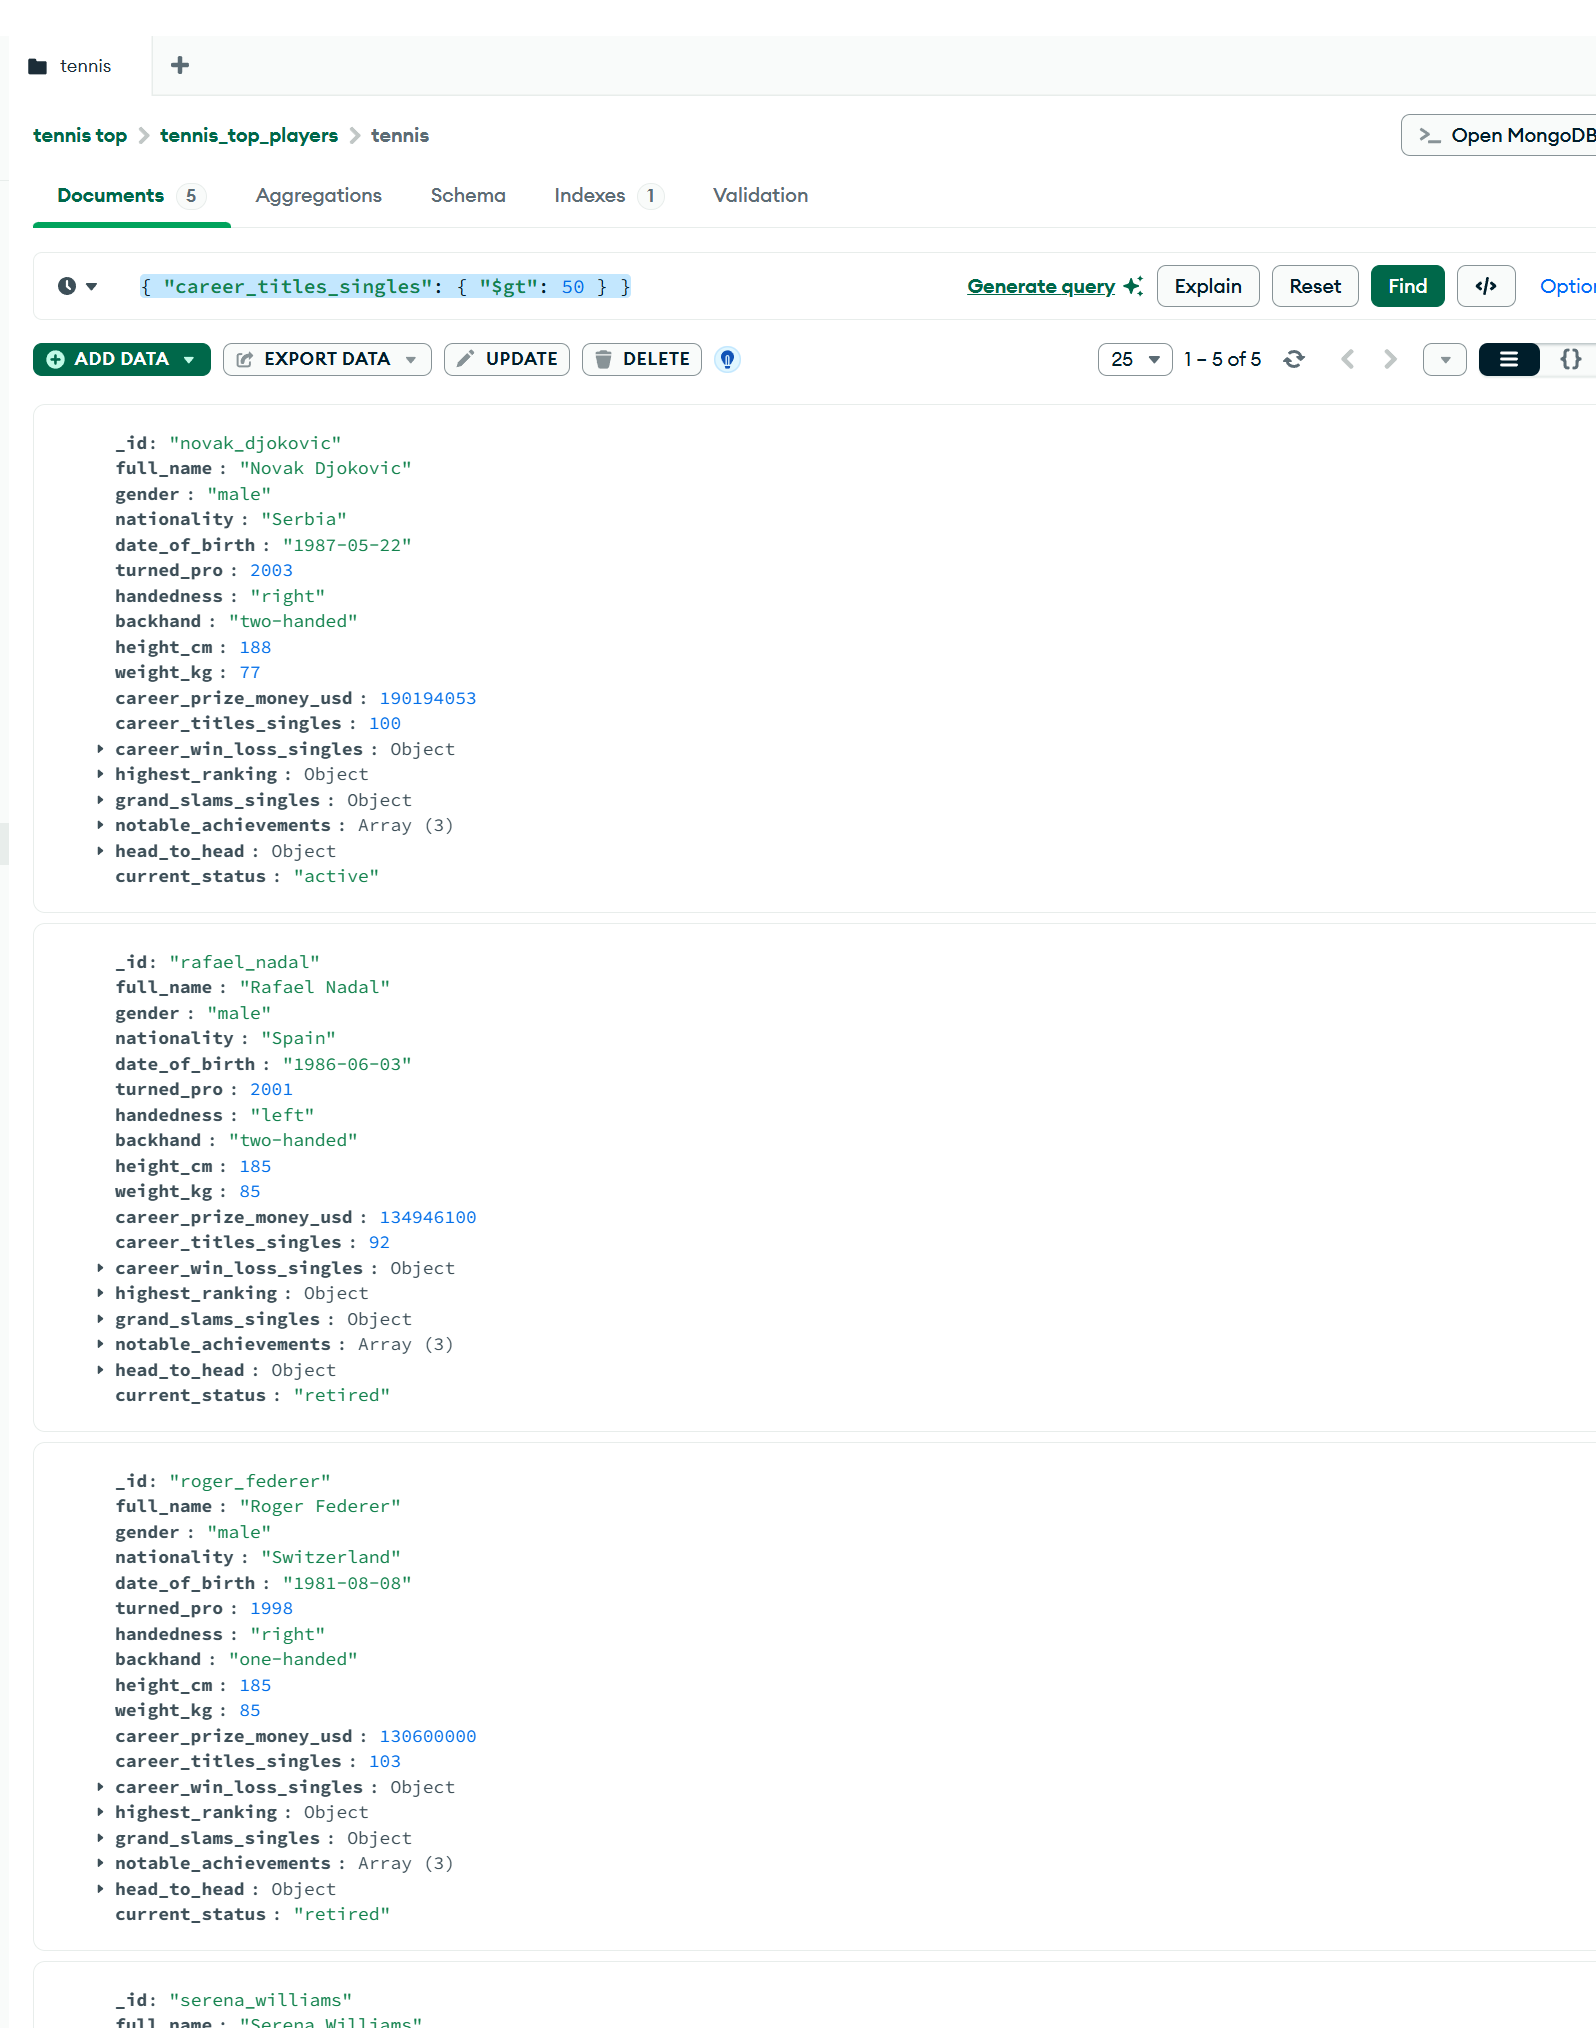 tennis
tennis top > tennis_top_players > tennis
>_ Open MongoDB
Documents 5 Aggregations Schema Indexes 1 Validation
{ "career_titles_singles": { "$gt": 50 } }
Generate query Explain Reset Find </> Option
ADD DATA EXPORT DATA UPDATE DELETE
25 1 – 5 of 5 {}
_id: "novak_djokovic"
full_name : "Novak Djokovic"
gender : "male"
nationality : "Serbia"
date_of_birth : "1987-05-22"
turned_pro : 2003
handedness : "right"
backhand : "two-handed"
height_cm : 188
weight_kg : 77
career_prize_money_usd : 190194053
career_titles_singles : 100
career_win_loss_singles : Object
highest_ranking : Object
grand_slams_singles : Object
notable_achievements : Array (3)
head_to_head : Object
current_status : "active"
_id: "rafael_nadal"
full_name : "Rafael Nadal"
gender : "male"
nationality : "Spain"
date_of_birth : "1986-06-03"
turned_pro : 2001
handedness : "left"
backhand : "two-handed"
height_cm : 185
weight_kg : 85
career_prize_money_usd : 134946100
career_titles_singles : 92
career_win_loss_singles : Object
highest_ranking : Object
grand_slams_singles : Object
notable_achievements : Array (3)
head_to_head : Object
current_status : "retired"
_id: "roger_federer"
full_name : "Roger Federer"
gender : "male"
nationality : "Switzerland"
date_of_birth : "1981-08-08"
turned_pro : 1998
handedness : "right"
backhand : "one-handed"
height_cm : 185
weight_kg : 85
career_prize_money_usd : 130600000
career_titles_singles : 103
career_win_loss_singles : Object
highest_ranking : Object
grand_slams_singles : Object
notable_achievements : Array (3)
head_to_head : Object
current_status : "retired"
_id: "serena_williams"
full_name : "Serena Williams"